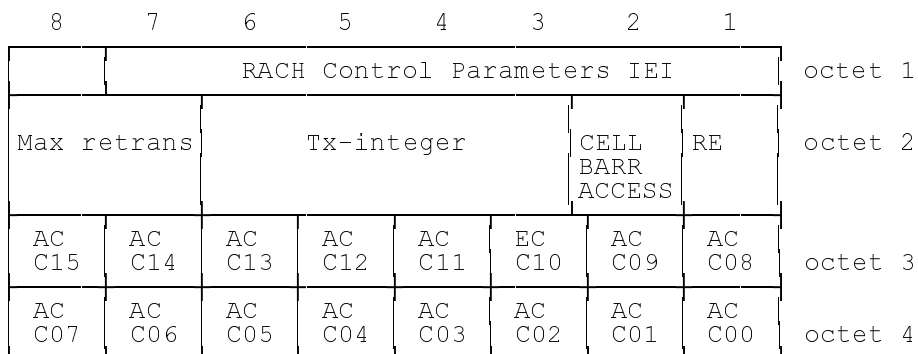 8 7 6 5 4 3 2 1
RACH Control Parameters IEI octet 1
Max retrans Tx-integer CELL RE octet 2
BARR
ACCESS
AC AC AC AC AC EC AC AC
C15 C14 C13 C12 C11 C10 C09 C08 octet 3
AC AC AC AC AC AC AC AC
C07 C06 C05 C04 C03 C02 C01 C00 octet 4